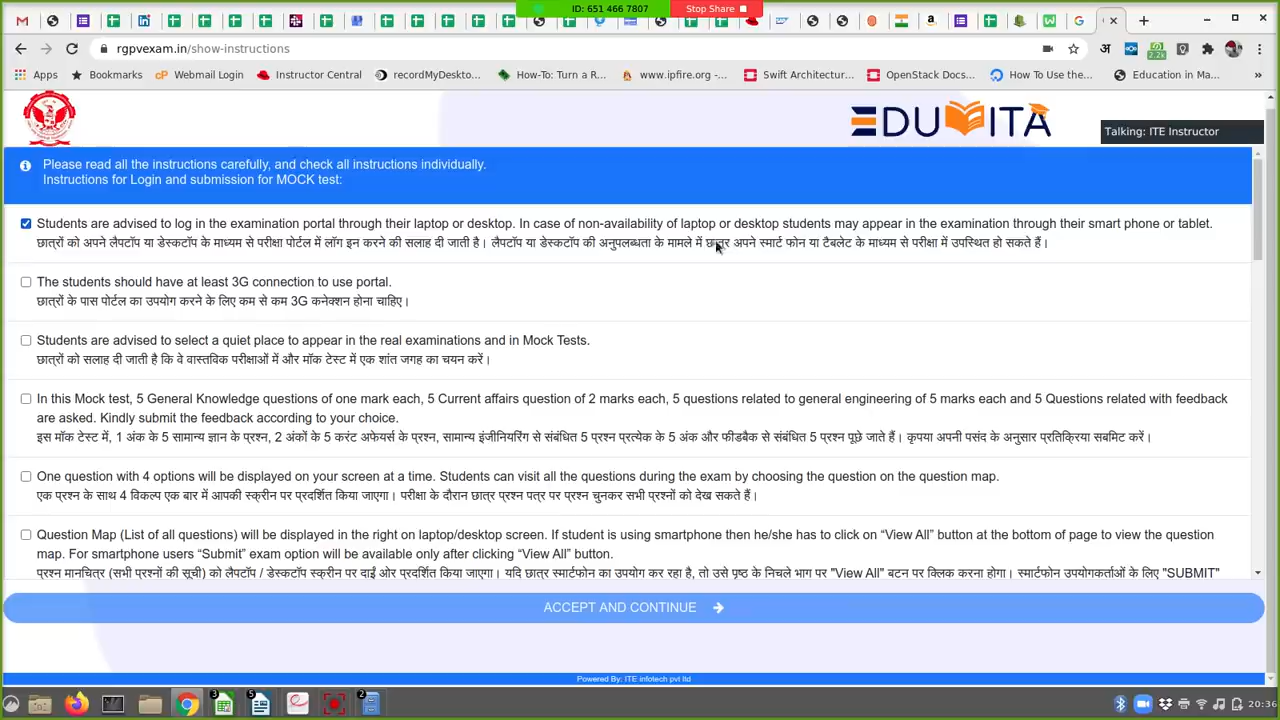 ID: 651 466 7807
Stop Share
rgpvexam.in/show-instructions
Apps
Bookmarks
Webmail Login
Instructor Central
recordMyDeskto...
How-To: Turn a R...
www.ipfire.org -...
Swift Architectur...
OpenStack Docs...
How To Use the...
Education in Ma...
EDUVITA
Talking: ITE Instructor
Please read all the instructions carefully, and check all instructions individually.
Instructions for Login and submission for MOCK test:
Students are advised to log in the examination portal through their laptop or desktop. In case of non-availability of laptop or desktop students may appear in the examination through their smart phone or tablet.
छात्रों को अपने लैपटॉप या डेस्कटॉप के माध्यम से परीक्षा पोर्टल में लॉग इन करने की सलाह दी जाती है। लैपटॉप या डेस्कटॉप की अनुपलब्धता के मामले में छात्र अपने स्मार्ट फोन या टैबलेट के माध्यम से परीक्षा में उपस्थित हो सकते हैं।
The students should have at least 3G connection to use portal.
छात्रों के पास पोर्टल का उपयोग करने के लिए कम से कम 3G कनेक्शन होना चाहिए।
Students are advised to select a quiet place to appear in the real examinations and in Mock Tests.
छात्रों को सलाह दी जाती है कि वे वास्तविक परीक्षाओं में और मॉक टेस्ट में एक शांत जगह का चयन करें।
In this Mock test, 5 General Knowledge questions of one mark each, 5 Current affairs question of 2 marks each, 5 questions related to general engineering of 5 marks each and 5 Questions related with feedback
are asked. Kindly submit the feedback according to your choice.
इस मॉक टेस्ट में, 1 अंक के 5 सामान्य ज्ञान के प्रश्न, 2 अंकों के 5 करंट अफेयर्स के प्रश्न, सामान्य इंजीनियरिंग से संबंधित 5 प्रश्न प्रत्येक के 5 अंक और फीडबैक से संबंधित 5 प्रश्न पूछे जाते हैं। कृपया अपनी पसंद के अनुसार प्रतिक्रिया सबमिट करें।
One question with 4 options will be displayed on your screen at a time. Students can visit all the questions during the exam by choosing the question on the question map.
एक प्रश्न के साथ 4 विकल्प एक बार में आपकी स्क्रीन पर प्रदर्शित किया जाएगा। परीक्षा के दौरान छात्र प्रश्न पत्र पर प्रश्न चुनकर सभी प्रश्नों को देख सकते हैं।
Question Map (List of all questions) will be displayed in the right on laptop/desktop screen. If student is using smartphone then he/she has to click on “View All” button at the bottom of page to view the question
map. For smartphone users “Submit” exam option will be available only after clicking “View All” button.
प्रश्न मानचित्र (सभी प्रश्नों की सूची) को लैपटॉप / डेस्कटॉप स्क्रीन पर दाईं ओर प्रदर्शित किया जाएगा। यदि छात्र स्मार्टफोन का उपयोग कर रहा है, तो उसे पृष्ठ के निचले भाग पर "View All" बटन पर क्लिक करना होगा। स्मार्टफोन उपयोगकर्ताओं के लिए "SUBMIT"
ACCEPT AND CONTINUE
Powered By: ITE infotech pvt ltd
20:36